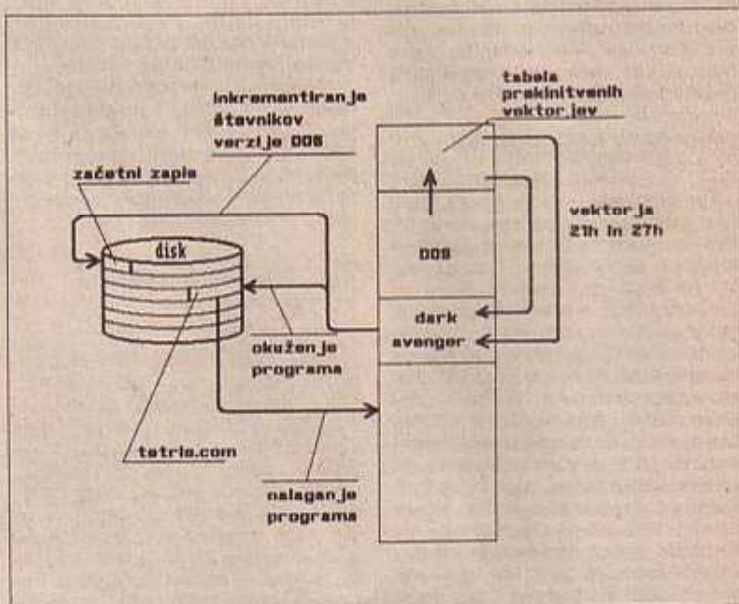 inkrementiranje
števnikov
verzije DOS
tabela
prekinitvenih
vektorjev
začetni zapis
disk
vektorja
21h in 27h
DOS
dark
avenger
okuženje
programa
tetris.com
nalaganje
programa